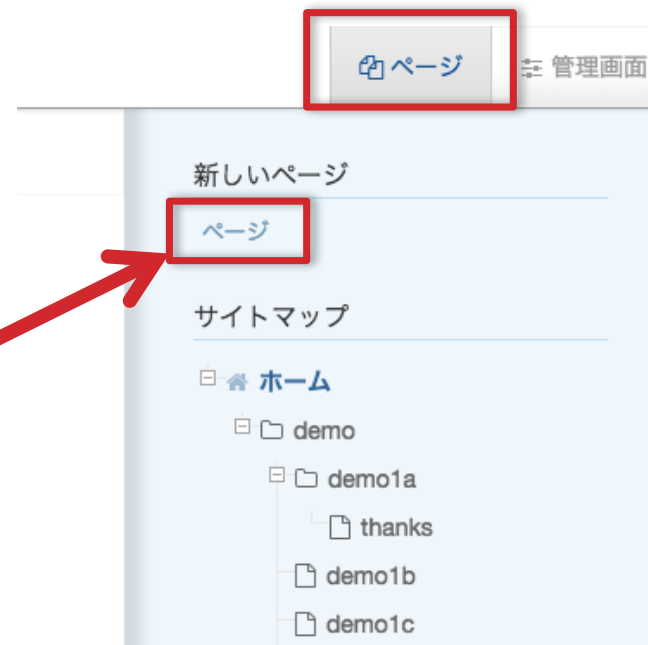 ページ 管理画面
新しいページ
ページ
サイトマップ
ホーム
demo
demo1a
thanks
demo1b
demo1c